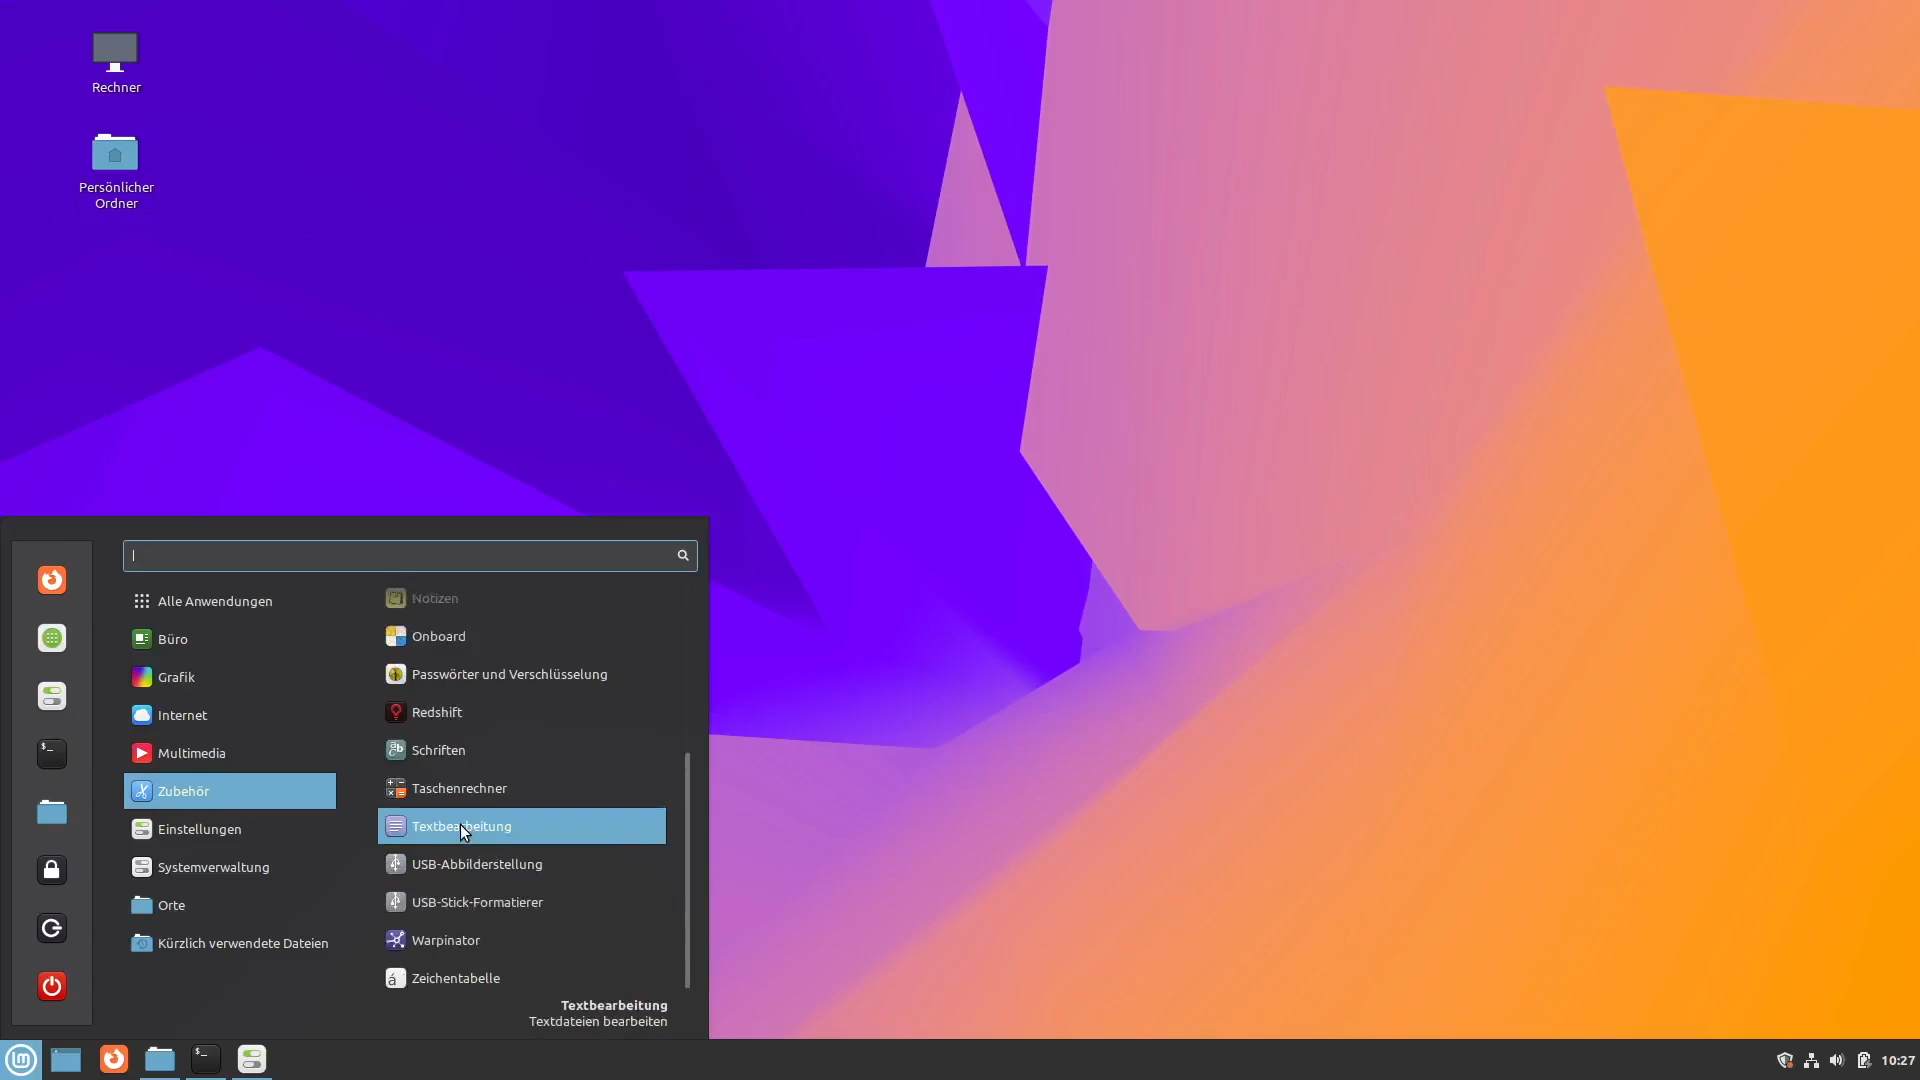 Rechner
Persönlicher
Ordner
Alle Anwendungen
Büro
Grafik
Internet
Multimedia
Zubehör
Einstellungen
Systemverwaltung
Orte
Kürzlich verwendete Dateien
Notizen
Onboard
Passwörter und Verschlüsselung
Redshift
Schriften
Taschenrechner
Textbearbeitung
USB-Abbilderstellung
USB-Stick-Formatierer
Warpinator
Zeichentabelle
Textbearbeitung
Textdateien bearbeiten
10:27